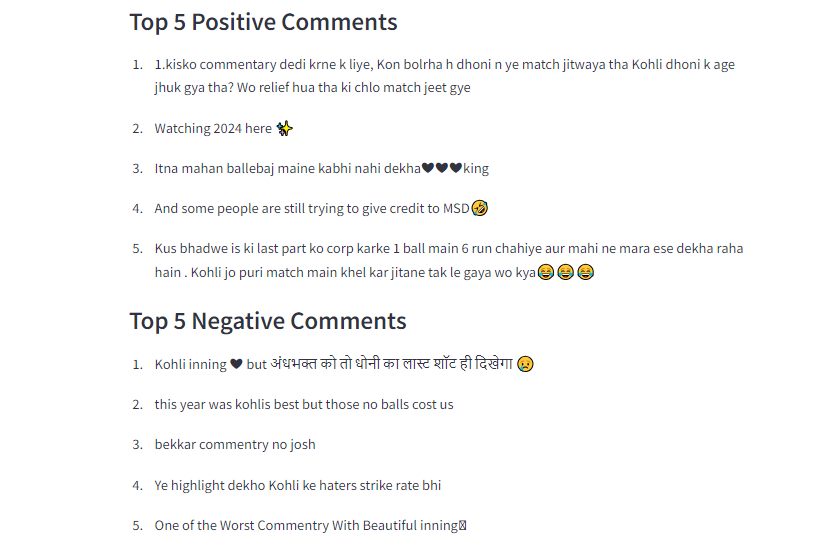 Top 5 Positive Comments
1. 1.kisko commentary dedi krne k liye, Kon bolrha h dhoni n ye match jitwaya tha Kohli dhoni k age
jhuk gya tha? Wo relief hua tha ki chlo match jeet gye
2. Watching 2024 here ✨
3. Itna mahan ballebaj maine kabhi nahi dekha🖤🖤🖤king
4. And some people are still trying to give credit to MSD🤣
5. Kus bhadwe is ki last part ko corp karke 1 ball main 6 run chahiye aur mahi ne mara ese dekha raha
hain . Kohli jo puri match main khel kar jitane tak le gaya wo kya😂😂😂
Top 5 Negative Comments
1. Kohli inning 🖤 but अंधभक्त को तो धोनी का लास्ट शॉट ही दिखेगा 😢
2. this year was kohlis best but those no balls cost us
3. bekkar commentry no josh
4. Ye highlight dekho Kohli ke haters strike rate bhi
5. One of the Worst Commentry With Beautiful inning